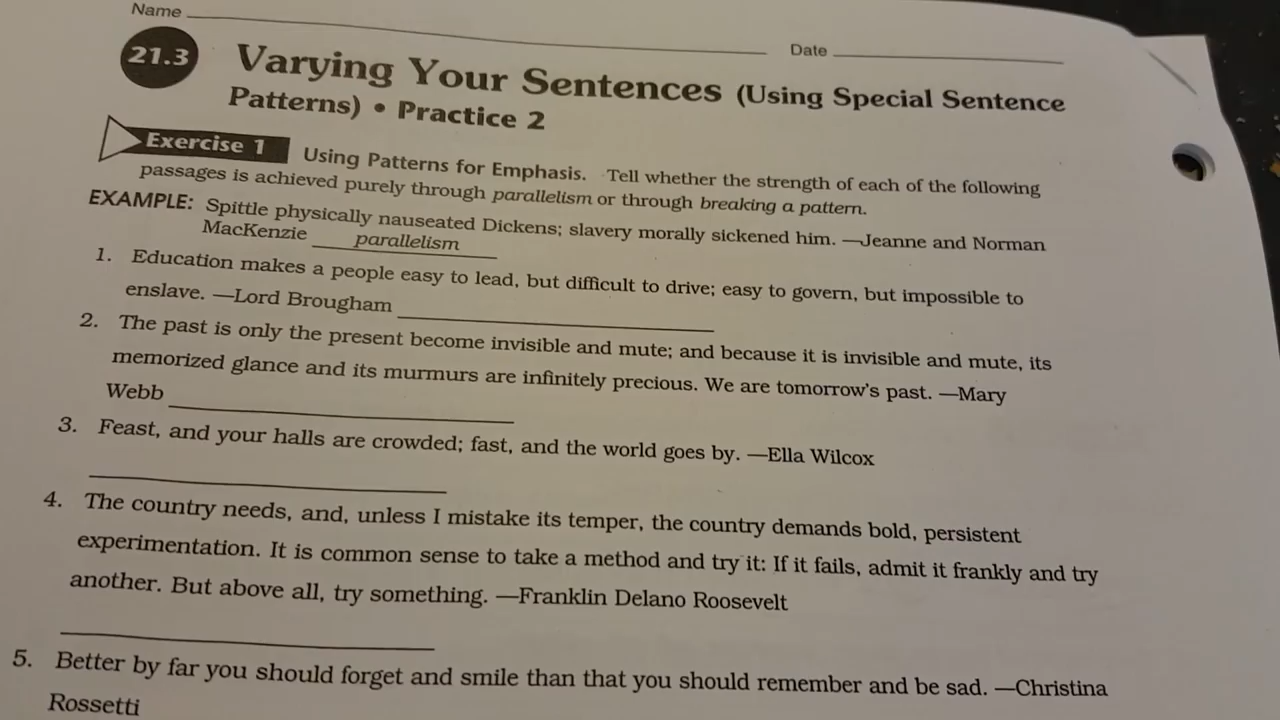 Name
Date
21.3 Varying Your Sentences (Using Special Sentence
Patterns) • Practice 2
Exercise 1 Using Patterns for Emphasis. Tell whether the strength of each of the following
passages is achieved purely through parallelism or through breaking a pattern.
EXAMPLE: Spittle physically nauseated Dickens; slavery morally sickened him. —Jeanne and Norman
MacKenzie parallelism
1. Education makes a people easy to lead, but difficult to drive; easy to govern, but impossible to
enslave. —Lord Brougham
2. The past is only the present become invisible and mute; and because it is invisible and mute, its
memorized glance and its murmurs are infinitely precious. We are tomorrow's past. —Mary
Webb
3. Feast, and your halls are crowded; fast, and the world goes by. —Ella Wilcox
4. The country needs, and, unless I mistake its temper, the country demands bold, persistent
experimentation. It is common sense to take a method and try it: If it fails, admit it frankly and try
another. But above all, try something. —Franklin Delano Roosevelt
5. Better by far you should forget and smile than that you should remember and be sad. —Christina
Rossetti